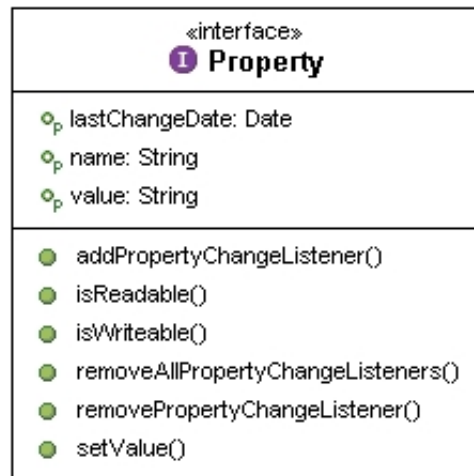 «interface»
I Property
lastChangeDate: Date
name: String
value: String
addPropertyChangeListener()
isReadable()
isWriteable()
removeAllPropertyChangeListeners()
removePropertyChangeListener()
setValue()